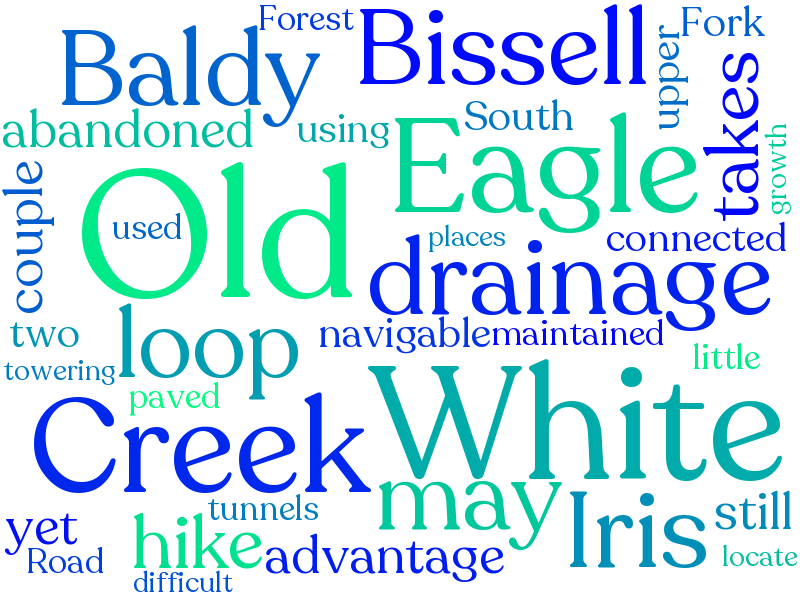 Forest
Baldy
Bissell
Fork
upper
takes
abandoned
using
South
Eagle
growth
couple
Old
used
places
connected
drainage
two
loop
navigable
maintained
towering
paved
little
Creek
White
may
yet
Road
hike
tunnels
advantage
Iris
still
locate
difficult